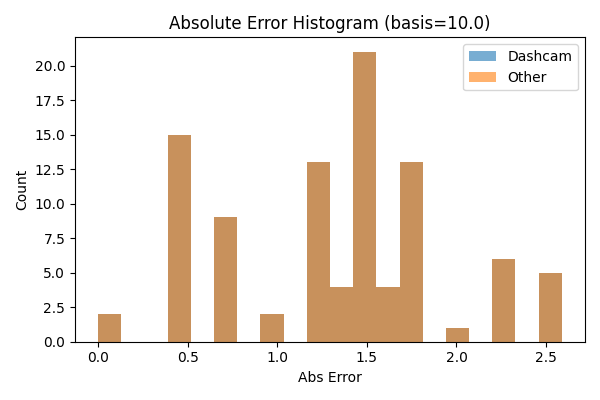 Absolute Error Histogram (basis=10.0)
Dashcam
Other
Count
20.0
17.5
15.0
12.5
10.0
7.5
5.0
2.5
0.0
0.0 0.5 1.0 1.5 2.0 2.5
Abs Error